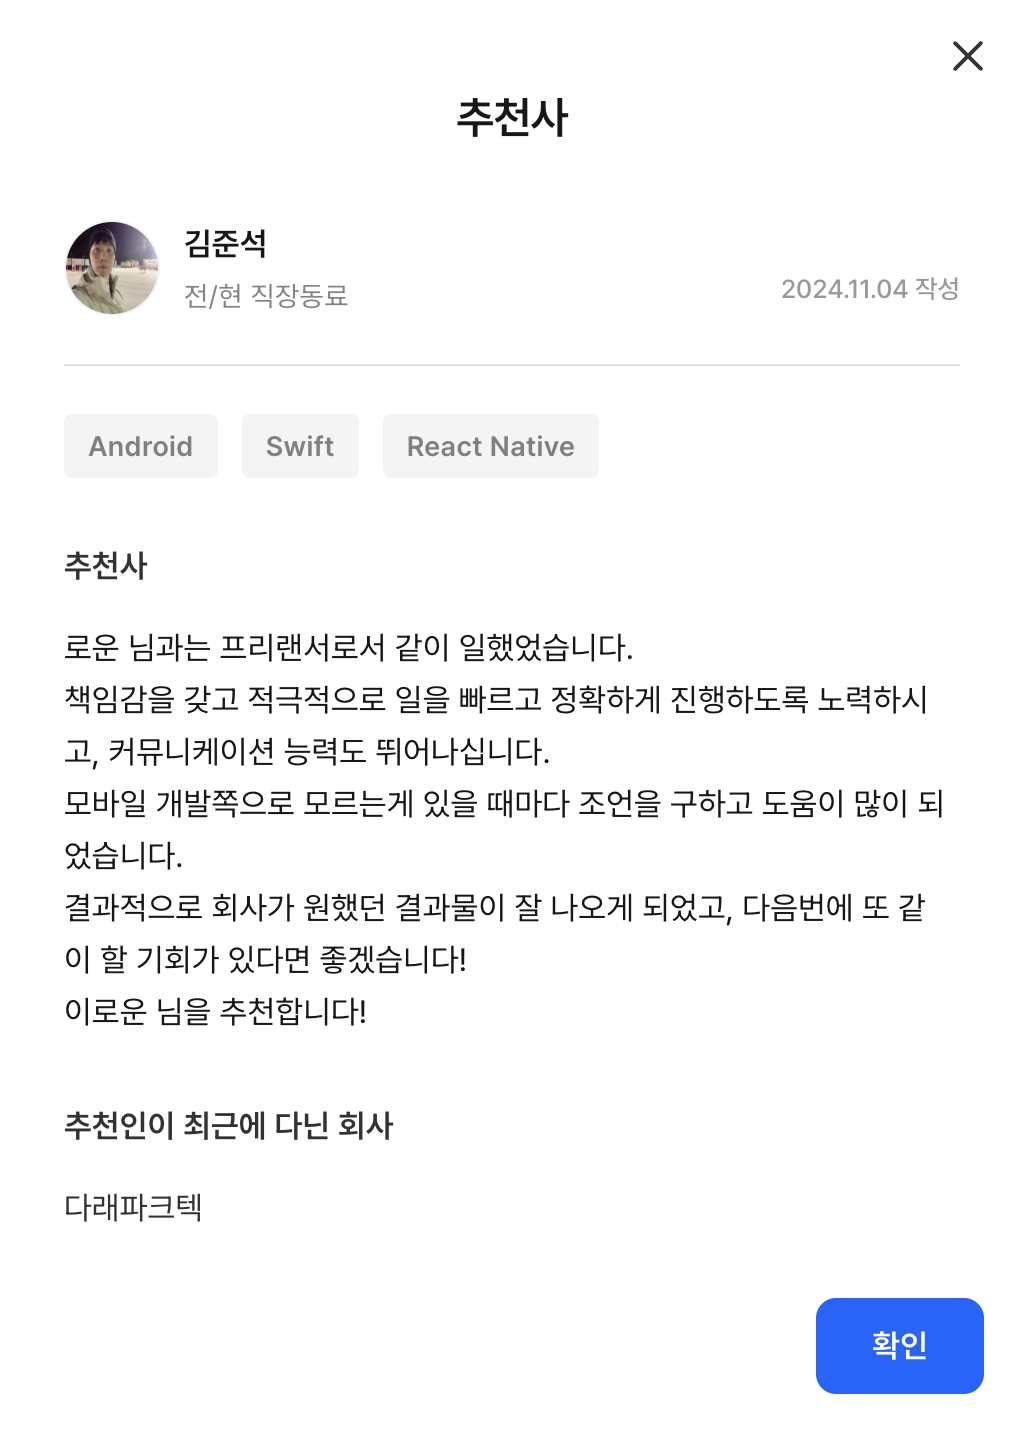 추천사
김준석
전/현 직장동료
2024.11.04 작성
Android Swift React Native
추천사
로운 님과는 프리랜서로서 같이 일했었습니다.
책임감을 갖고 적극적으로 일을 빠르고 정확하게 진행하도록 노력하시
고, 커뮤니케이션 능력도 뛰어나십니다.
모바일 개발쪽으로 모르는게 있을 때마다 조언을 구하고 도움이 많이 되
었습니다.
결과적으로 회사가 원했던 결과물이 잘 나오게 되었고, 다음번에 또 같
이 할 기회가 있다면 좋겠습니다!
이로운 님을 추천합니다!
추천인이 최근에 다닌 회사
다래파크텍
확인